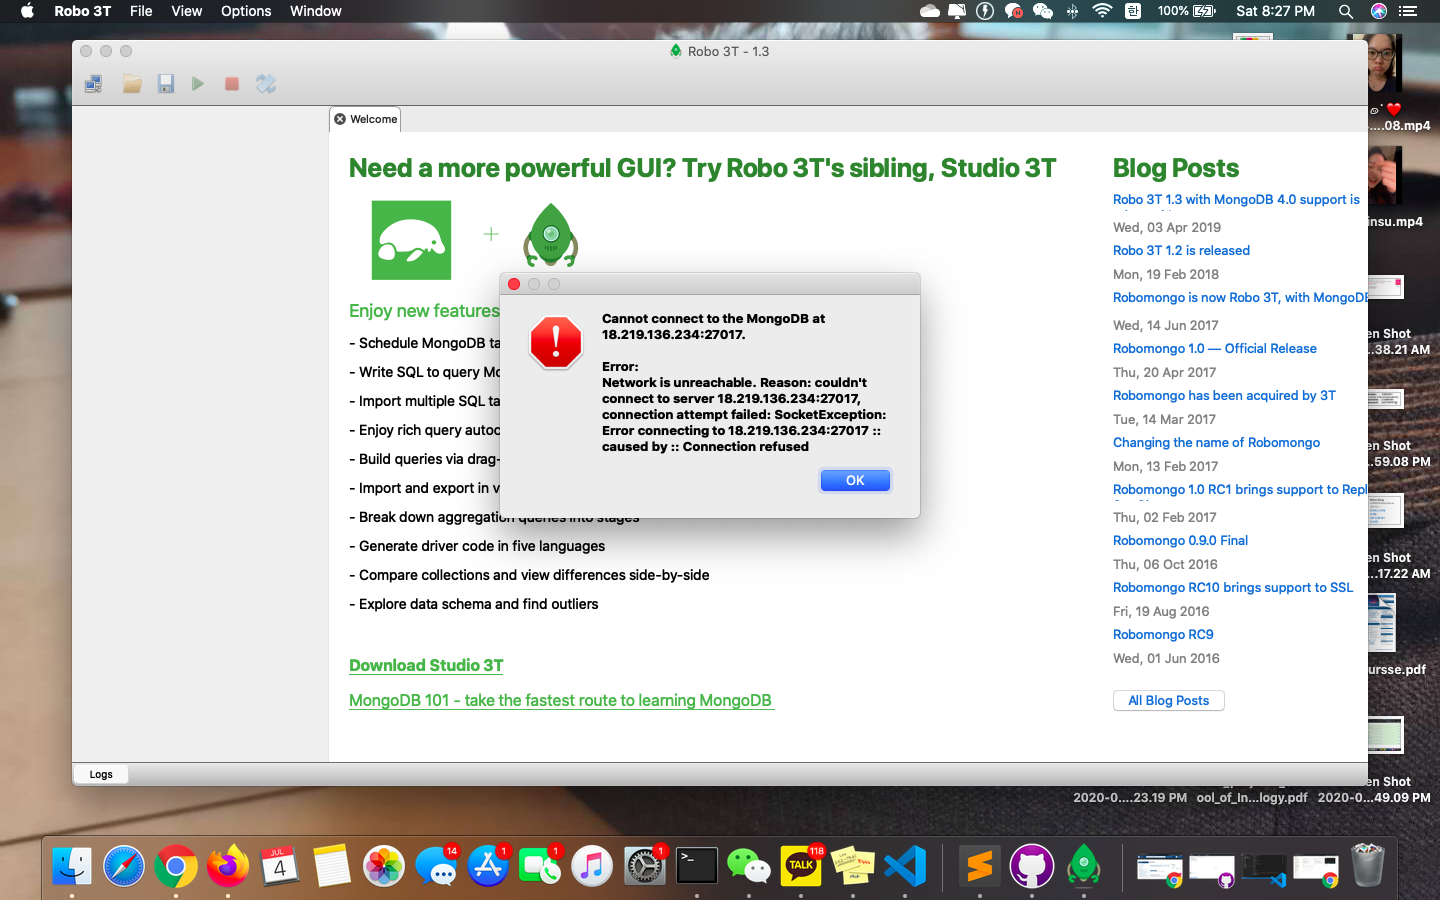 Robo 3T File View Options Window 한 100% Sat 8:27 PM
Robo 3T - 1.3
Welcome
Need a more powerful GUI? Try Robo 3T's sibling, Studio 3T
Enjoy new features
- Schedule MongoDB ta
- Write SQL to query Mo
- Import multiple SQL ta
- Enjoy rich query autoc
- Build queries via drag-
- Import and export in v
- Break down aggregation queries into stages
- Generate driver code in five languages
- Compare collections and view differences side-by-side
- Explore data schema and find outliers
Download Studio 3T
MongoDB 101 - take the fastest route to learning MongoDB
Cannot connect to the MongoDB at
18.219.136.234:27017.
Error:
Network is unreachable. Reason: couldn't
connect to server 18.219.136.234:27017,
connection attempt failed: SocketException:
Error connecting to 18.219.136.234:27017 ::
caused by :: Connection refused
OK
Blog Posts
Robo 3T 1.3 with MongoDB 4.0 support is
Wed, 03 Apr 2019
Robo 3T 1.2 is released
Mon, 19 Feb 2018
Robomongo is now Robo 3T, with MongoDB
Wed, 14 Jun 2017
Robomongo 1.0 — Official Release
Thu, 20 Apr 2017
Robomongo has been acquired by 3T
Tue, 14 Mar 2017
Changing the name of Robomongo
Mon, 13 Feb 2017
Robomongo 1.0 RC1 brings support to Repl
Thu, 02 Feb 2017
Robomongo 0.9.0 Final
Thu, 06 Oct 2016
Robomongo RC10 brings support to SSL
Fri, 19 Aug 2016
Robomongo RC9
Wed, 01 Jun 2016
All Blog Posts
Logs
....08.mp4
insu.mp4
en Shot
...38.21 AM
en Shot
...59.08 PM
en Shot
...17.22 AM
ursse.pdf
en Shot
2020-0....23.19 PM ool_of_In...logy.pdf 2020-0...49.09 PM
JUL
4
14
1
1
1
>_
TALK
118